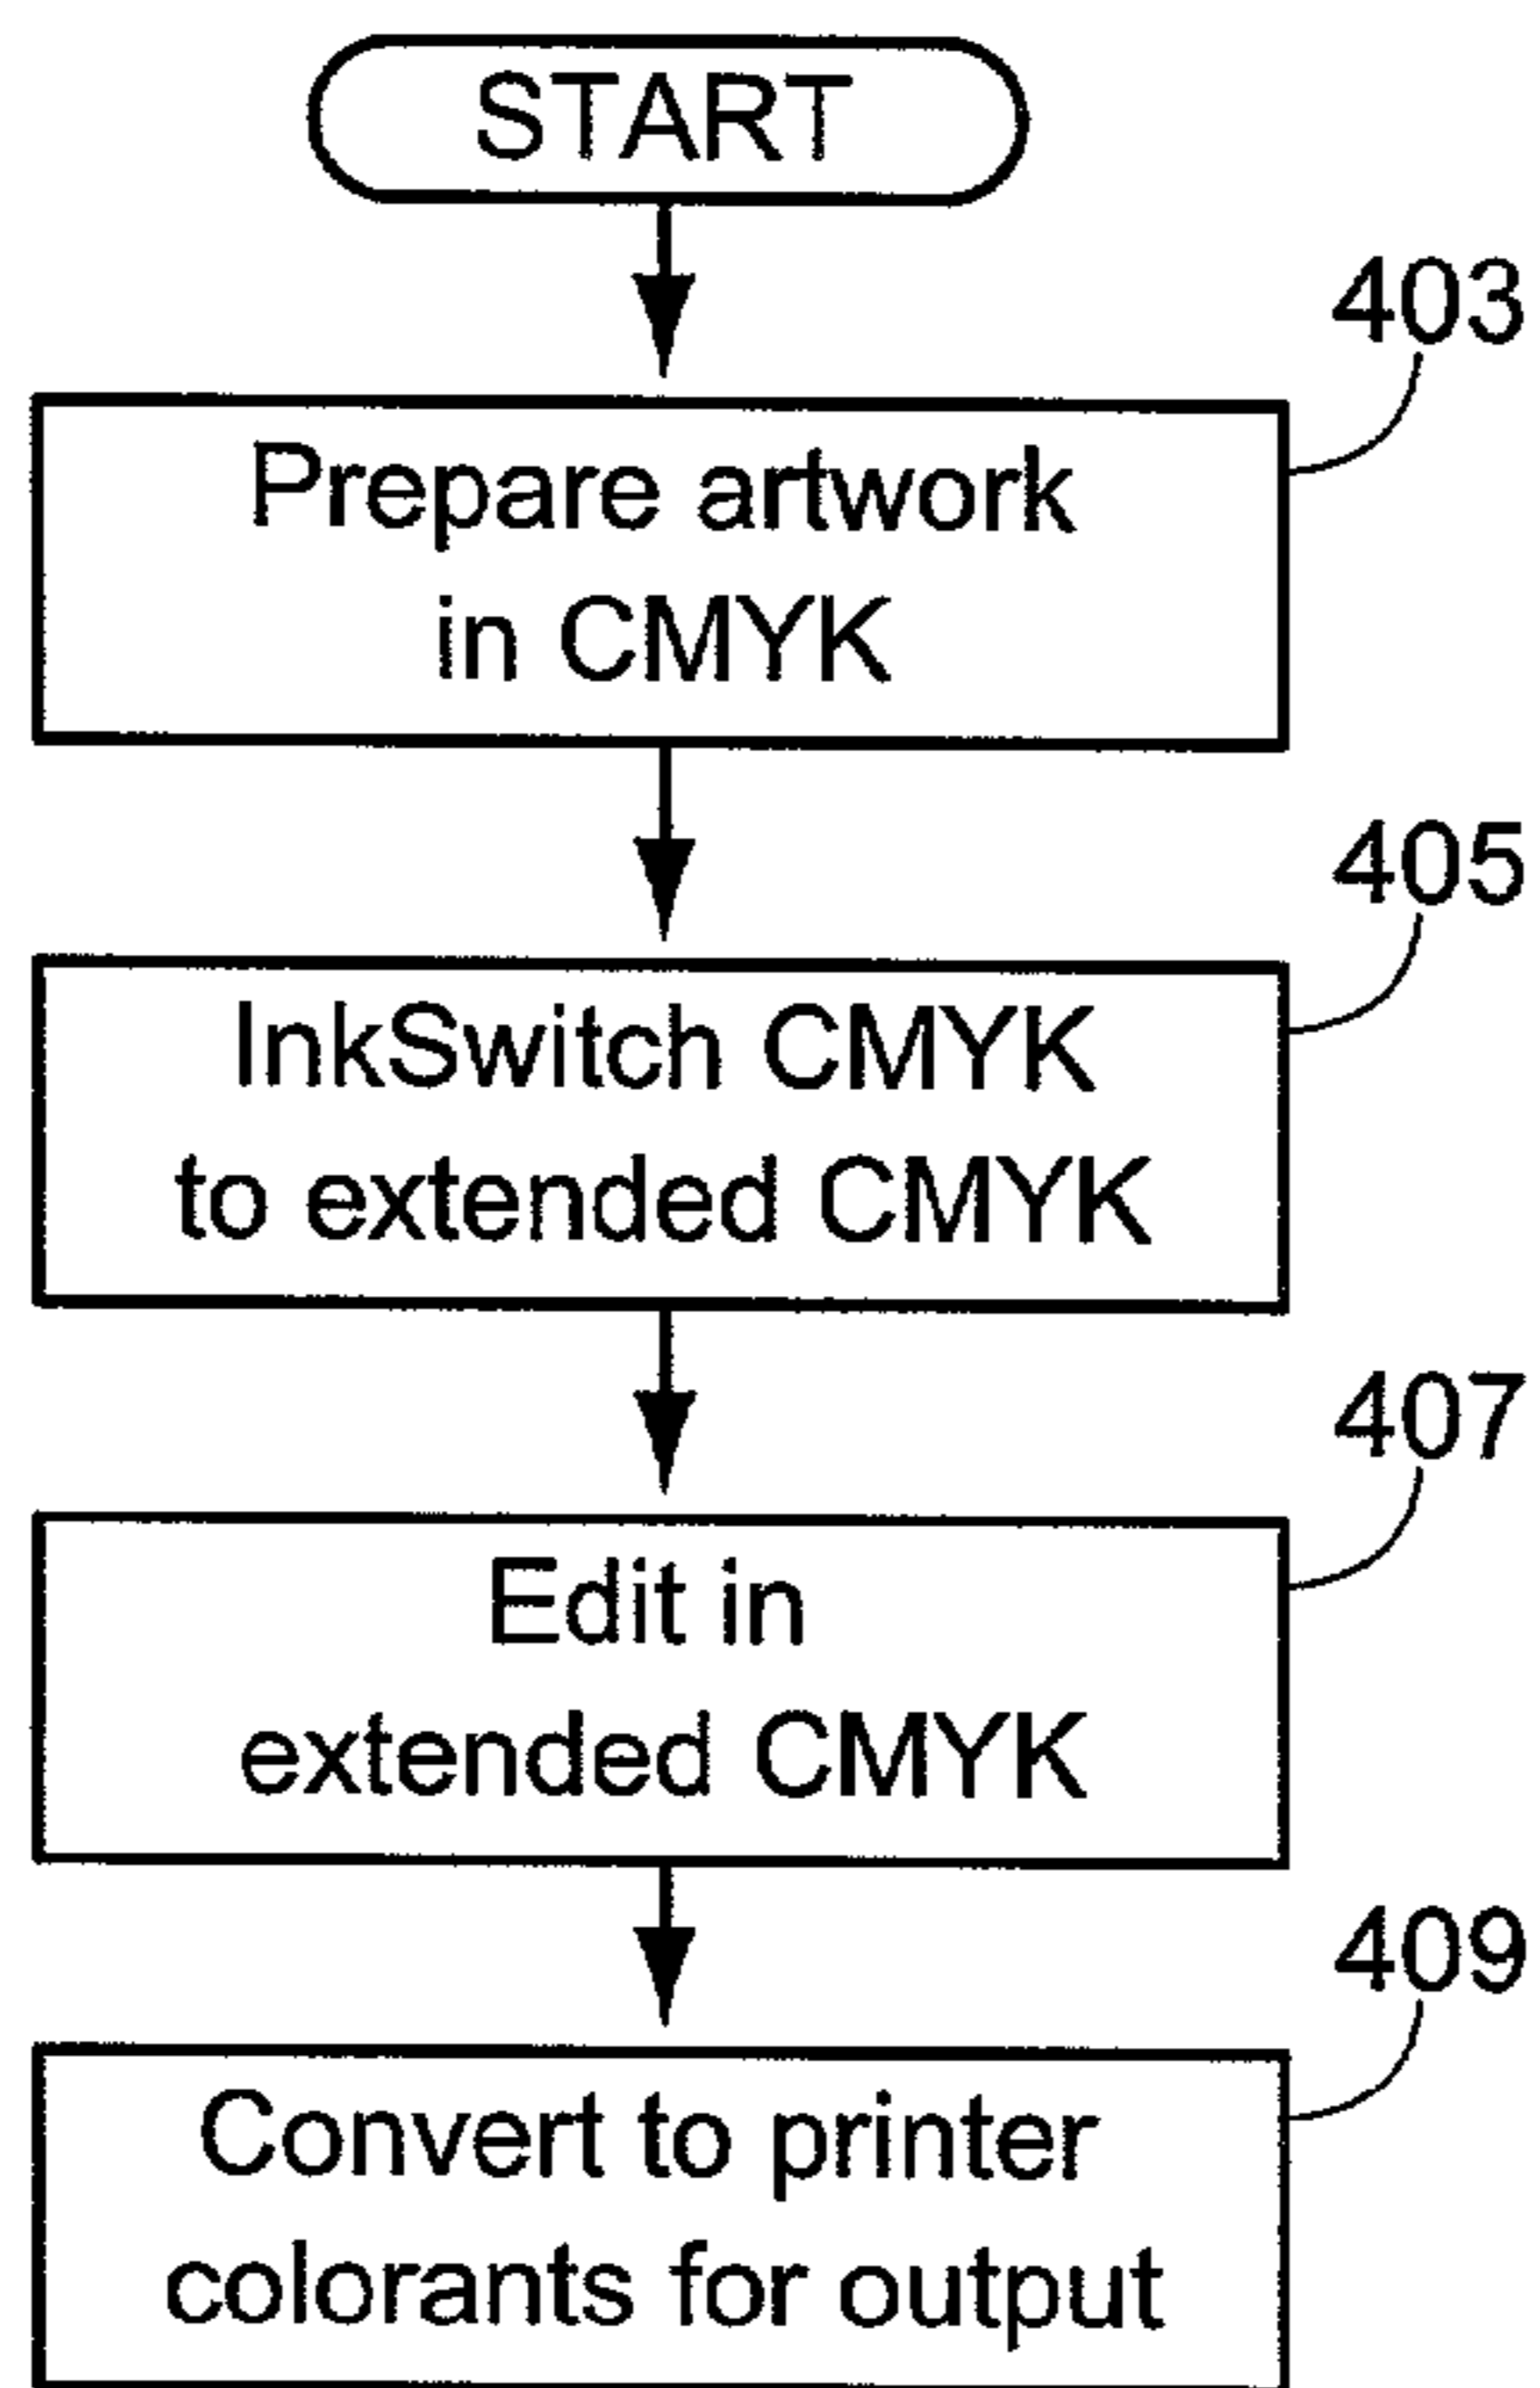 START
403
Prepare artwork
in CMYK
405
InkSwitch CMYK
to extended CMYK
407
Edit in
extended CMYK
409
Convert to printer
colorants for output